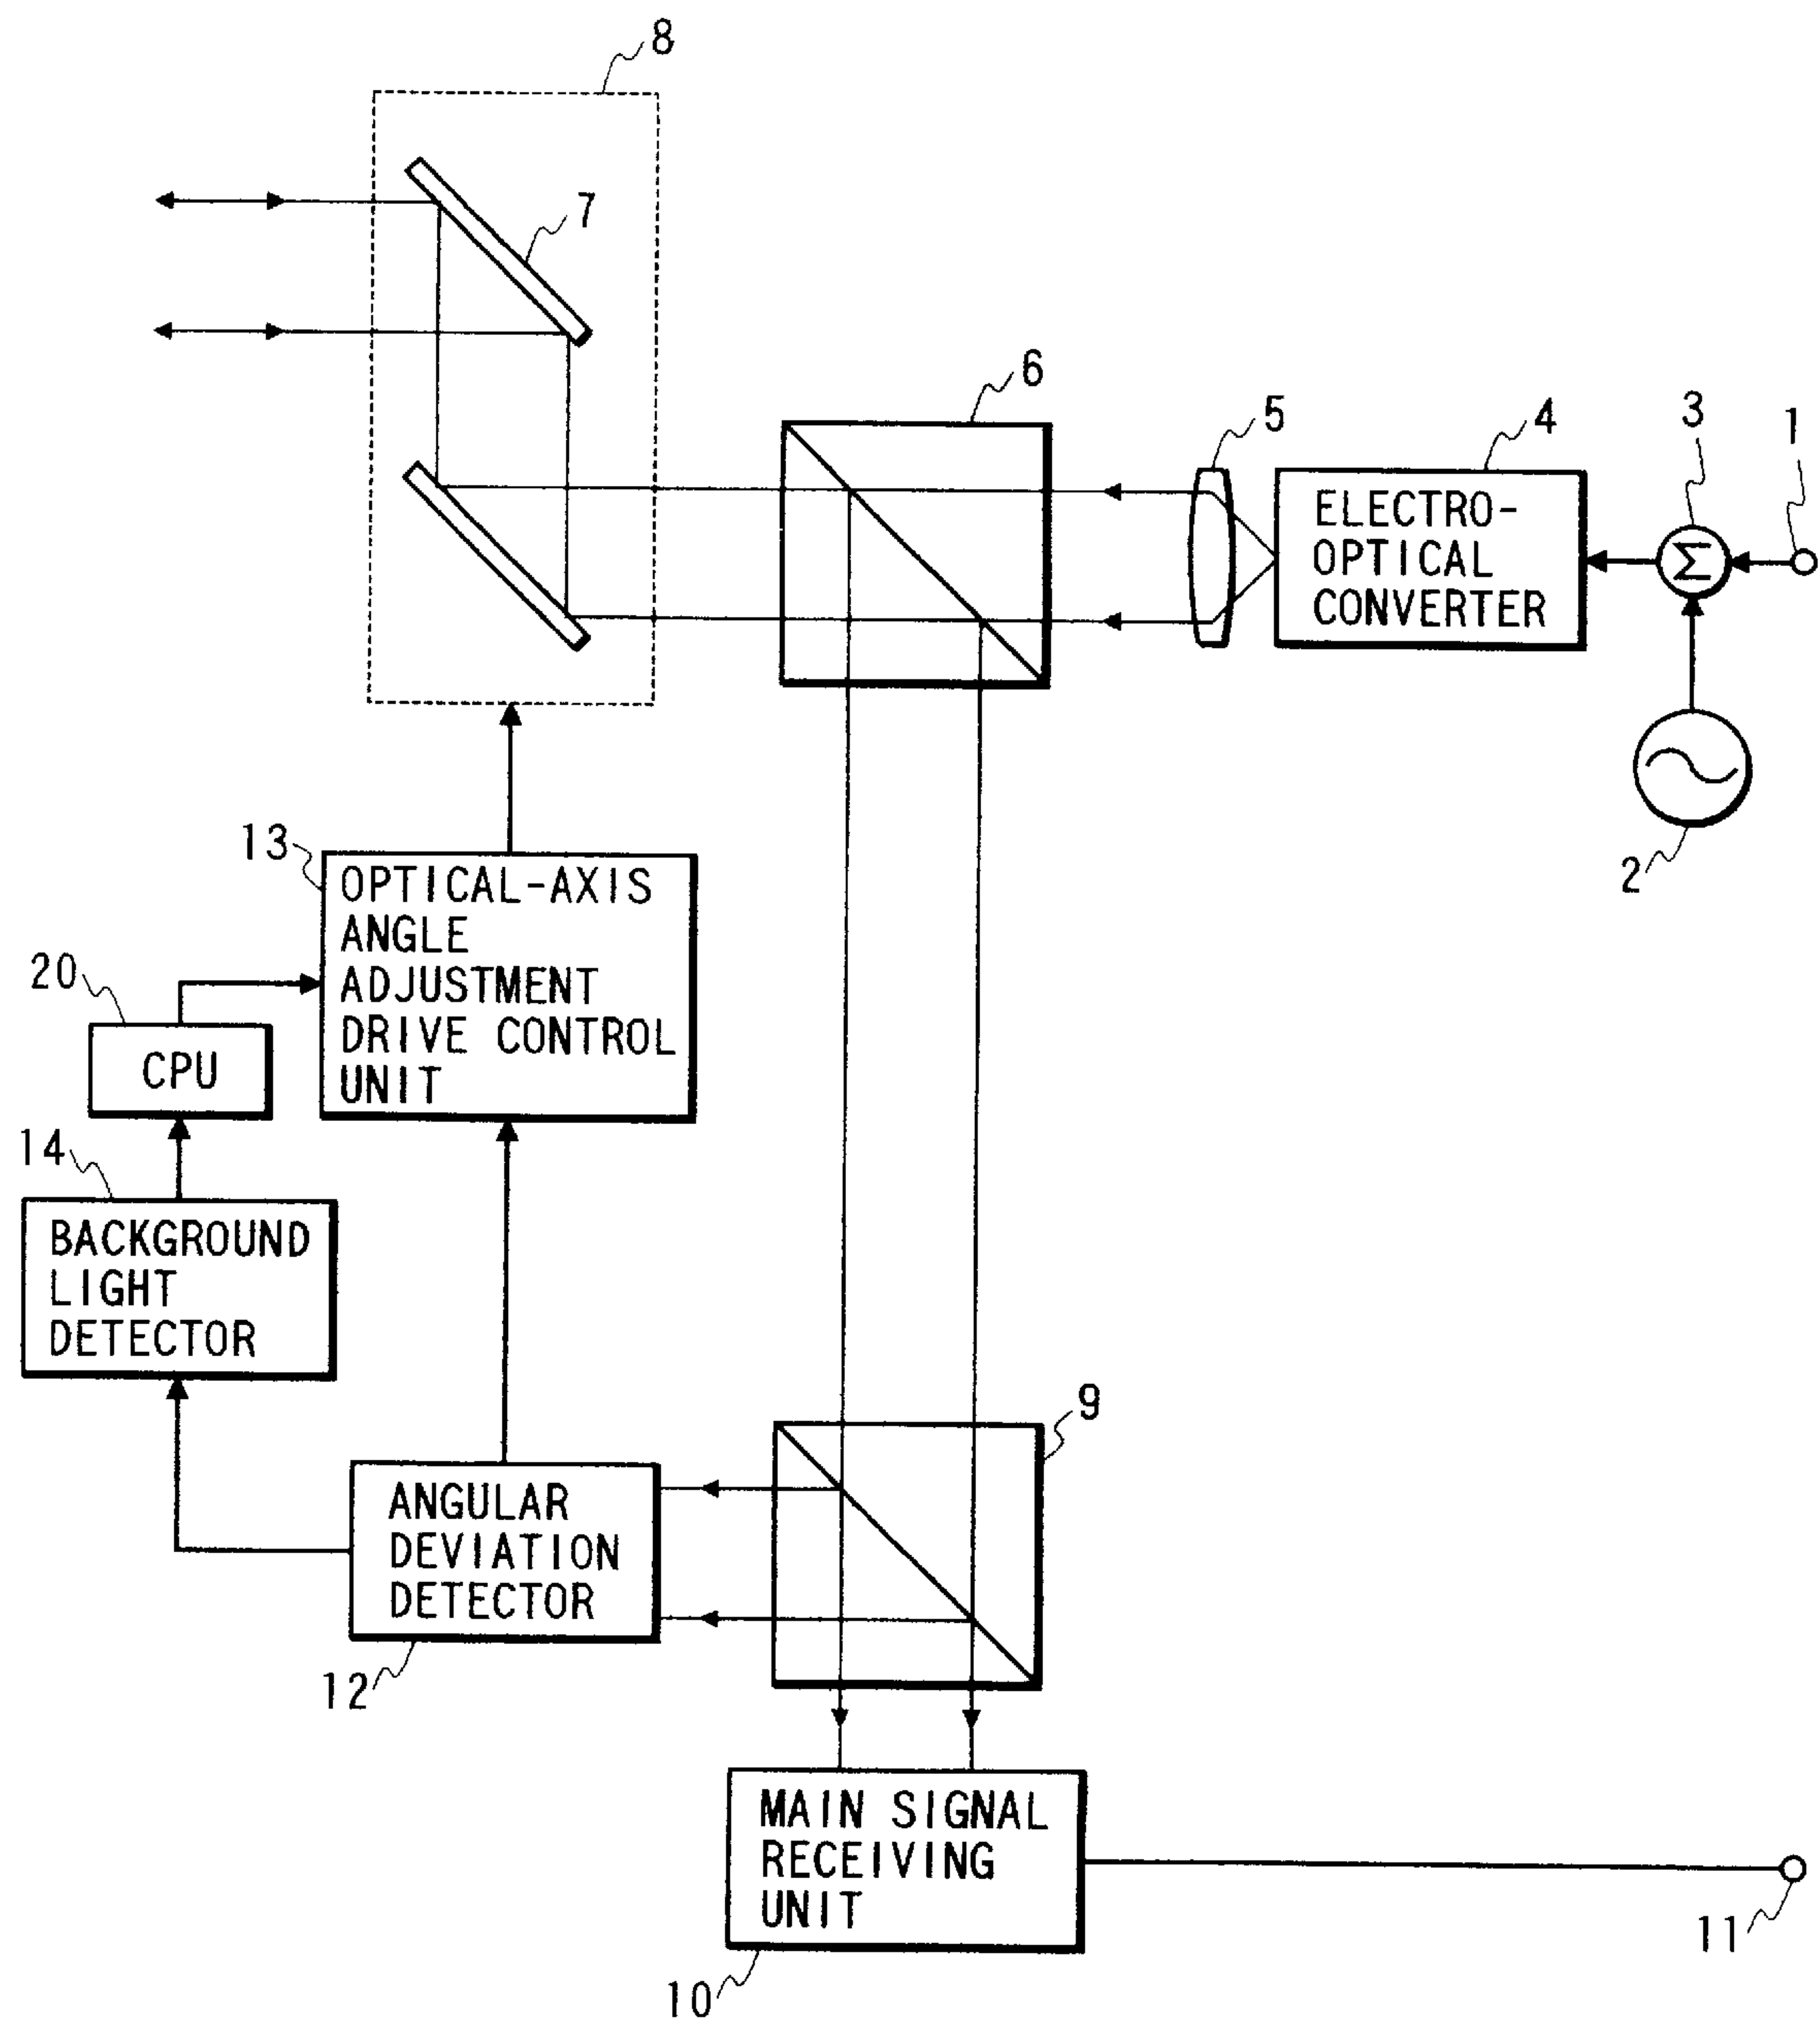 8
7
6
5
4
3
1
ELECTRO-
OPTICAL
CONVERTER
Σ
2
13
OPTICAL-AXIS
ANGLE
ADJUSTMENT
DRIVE CONTROL
UNIT
20
CPU
14
BACKGROUND
LIGHT
DETECTOR
9
ANGULAR
DEVIATION
DETECTOR
12
MAIN SIGNAL
RECEIVING
UNIT
11
10